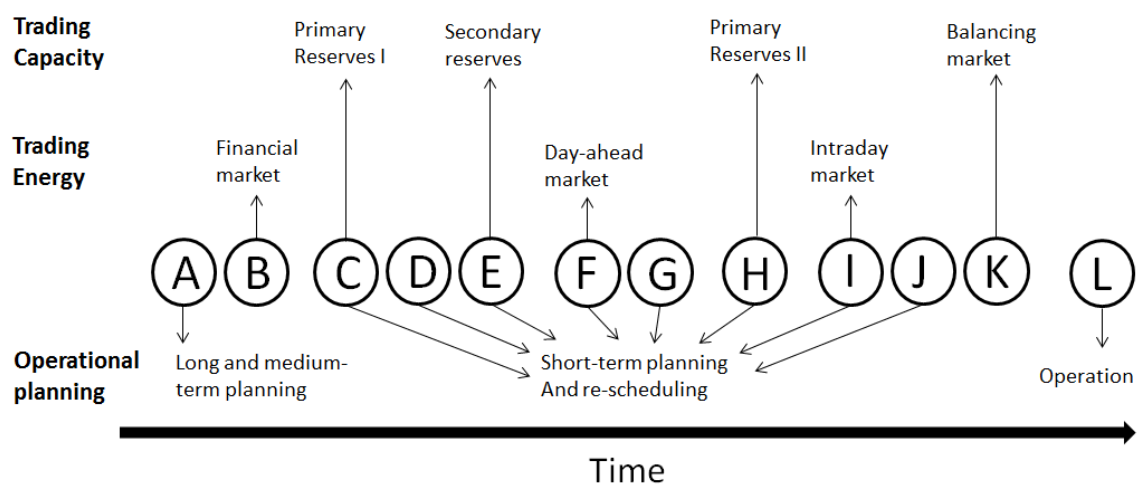 Trading
Capacity
Primary
Reserves I
Secondary
reserves
Primary
Reserves II
Balancing
market
Trading
Energy
Financial
market
Day-ahead
market
Intraday
market
A B C D E F G H I J K L
Operational
planning
Long and medium-
term planning
Short-term planning
And re-scheduling
Operation
Time